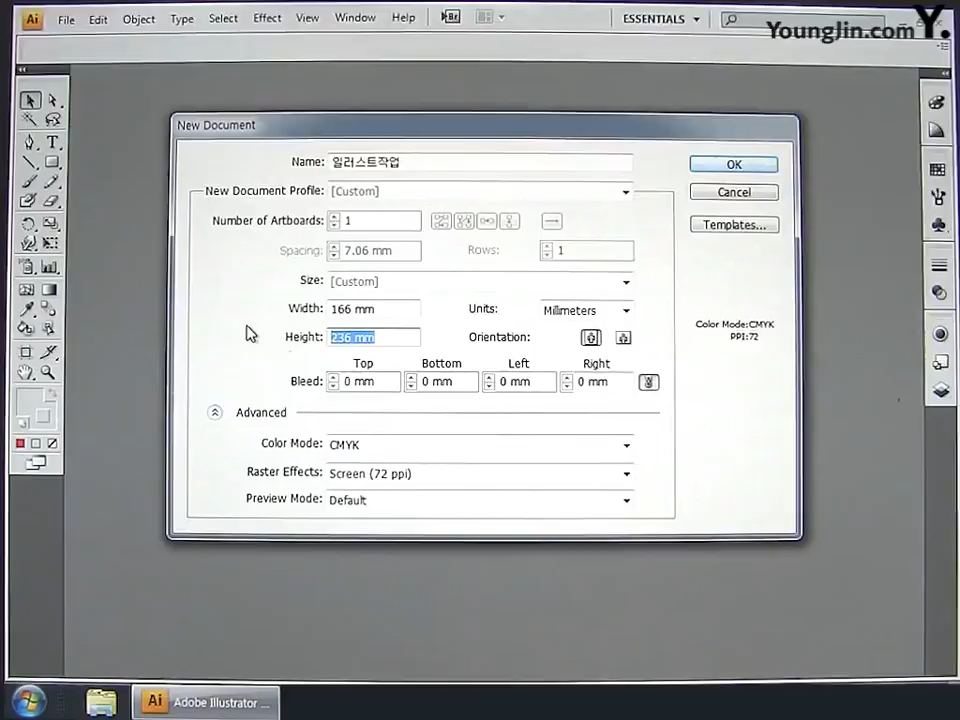 Ai File Edit Object Type Select Effect View Window Help Br ESSENTIALS
YoungJin.com Y.
New Document
Name: 일러스트작업
OK
New Document Profile: [Custom]
Cancel
Number of Artboards: 1
Templates...
Spacing: 7.06 mm Rows: 1
Size: [Custom]
Width: 166 mm Units: Millimeters
Color Mode:CMYK
PPI:72
Height: 236 mm Orientation:
Top Bottom Left Right
Bleed: 0 mm 0 mm 0 mm 0 mm
Advanced
Color Mode: CMYK
Raster Effects: Screen (72 ppi)
Preview Mode: Default
Ai Adobe Illustrator ...